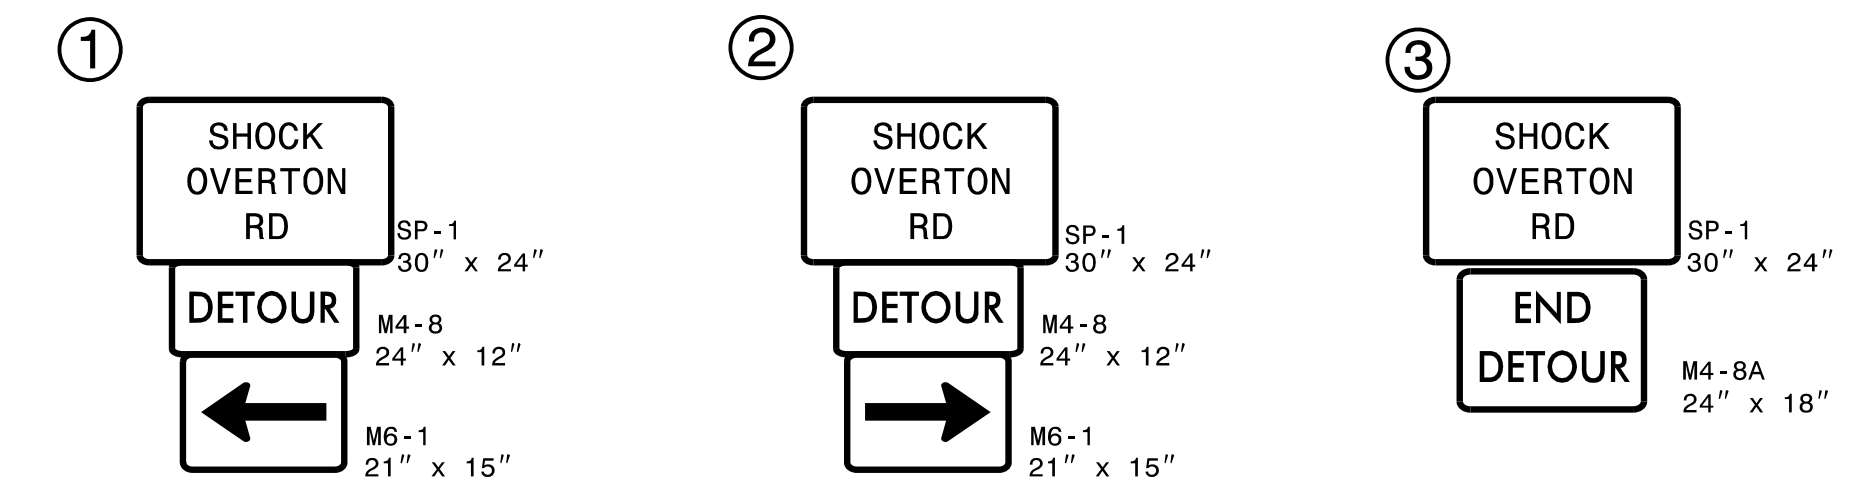 1
SHOCK
OVERTON
RD
SP-1
30" x 24"
DETOUR
M4-8
24" x 12"
M6-1
21" x 15"
2
SHOCK
OVERTON
RD
SP-1
30" x 24"
DETOUR
M4-8
24" x 12"
M6-1
21" x 15"
3
SHOCK
OVERTON
RD
SP-1
30" x 24"
END
DETOUR
M4-8A
24" x 18"